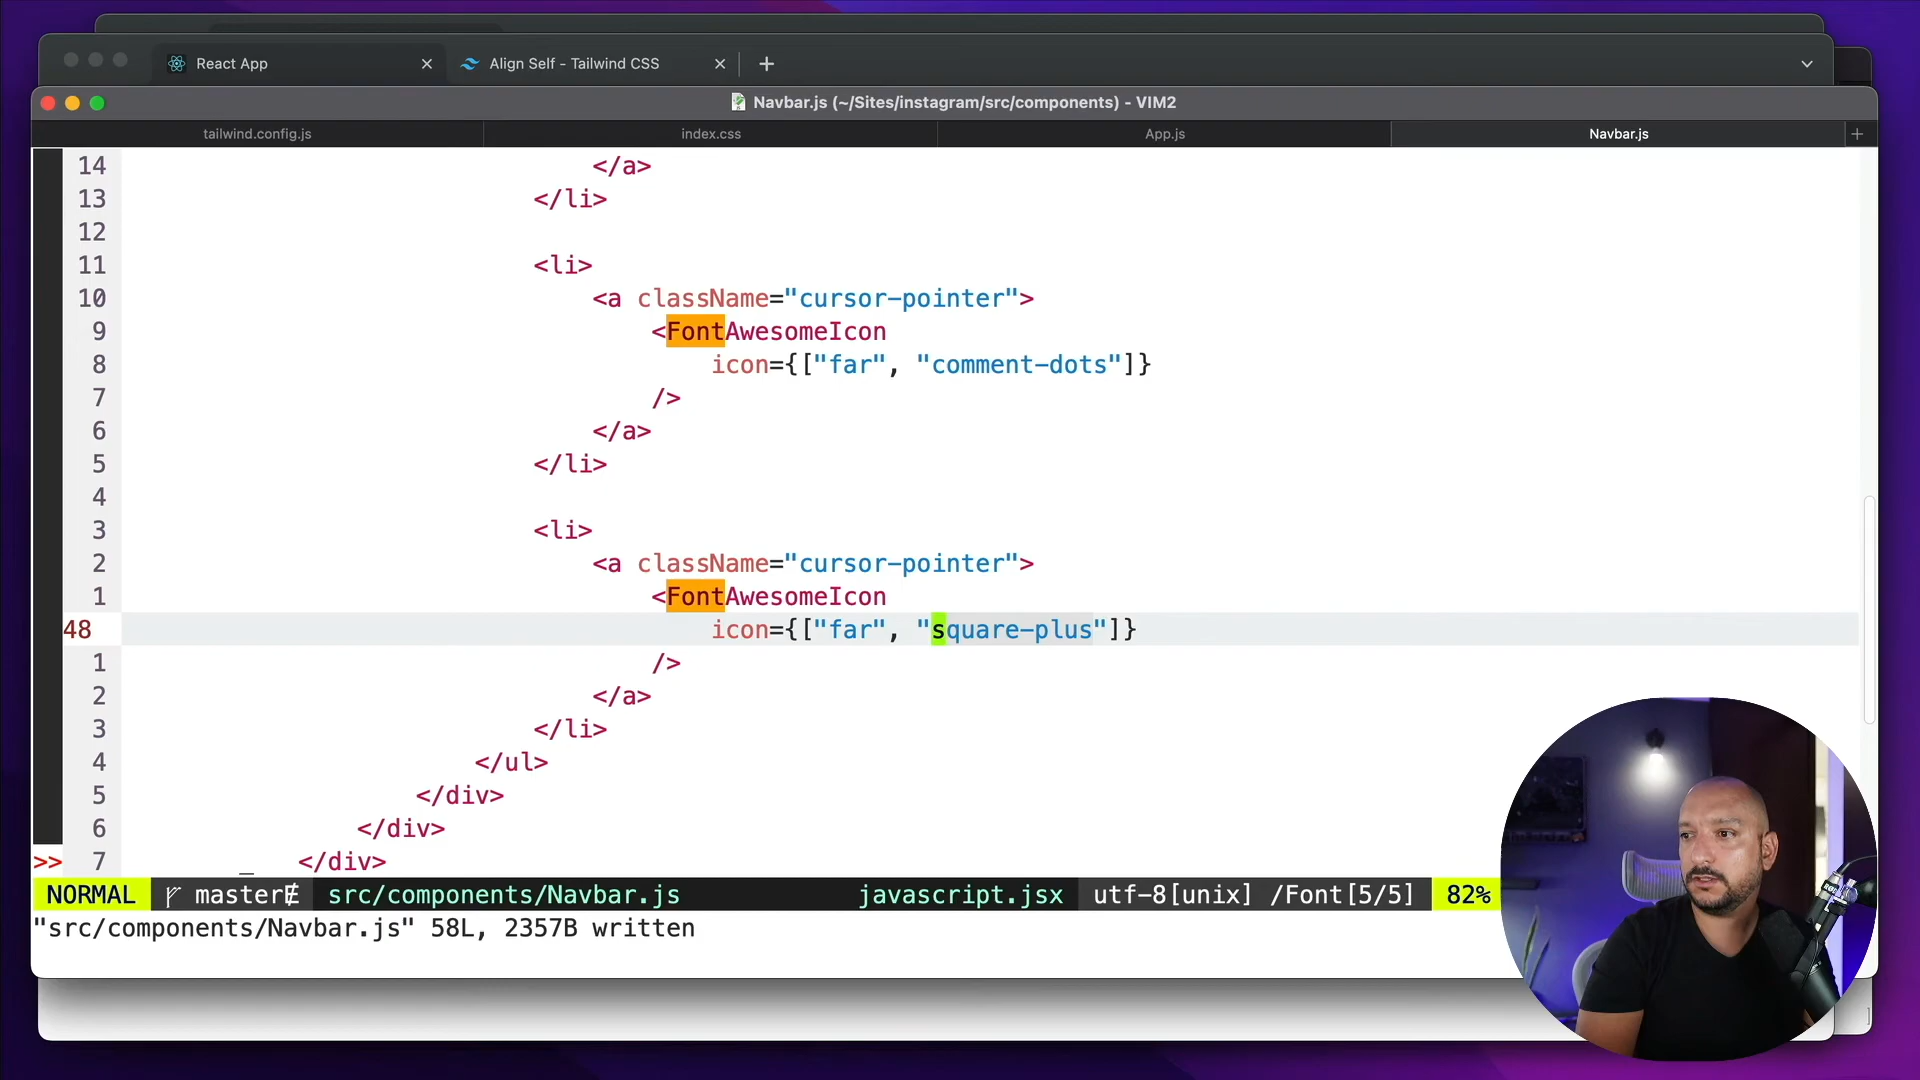 React App
Align Self - Tailwind CSS
Navbar.js (~/Sites/instagram/src/components) - VIM2
tailwind.config.js
index.css
App.js
Navbar.js
14 </a>
13 </li>
12
11 <li>
10 <a className="cursor-pointer">
9 <FontAwesomeIcon
8 icon={["far", "comment-dots"]}
7 />
6 </a>
5 </li>
4
3 <li>
2 <a className="cursor-pointer">
1 <FontAwesomeIcon
48 icon={["far", "square-plus"]}
1 />
2 </a>
3 </li>
4 </ul>
5 </div>
6 </div>
>> 7 _ </div>
NORMAL master src/components/Navbar.js javascript.jsx utf-8[unix] /Font[5/5] 82%
"src/components/Navbar.js" 58L, 2357B written